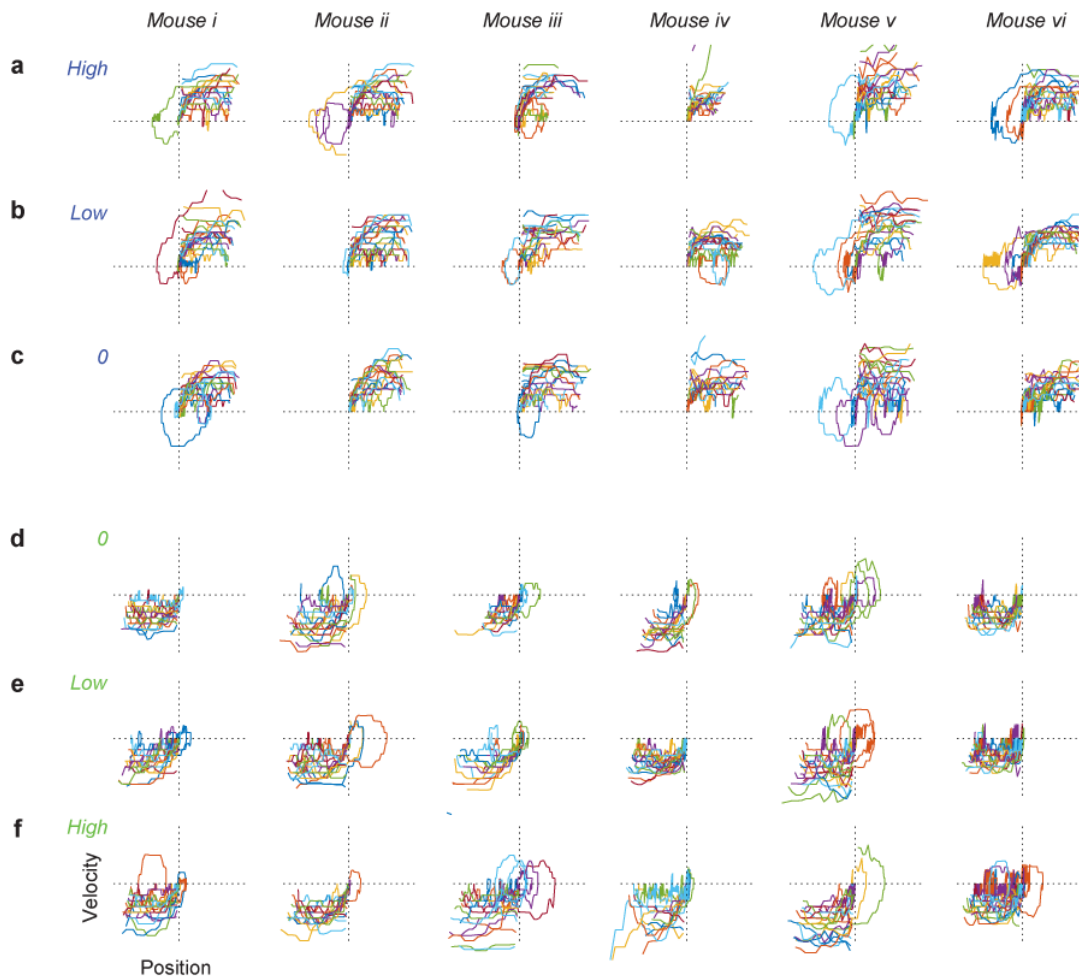 Mouse i Mouse ii Mouse iii Mouse iv Mouse v Mouse vi
a High
b Low
c 0
d 0
e Low
f High
Velocity
Position